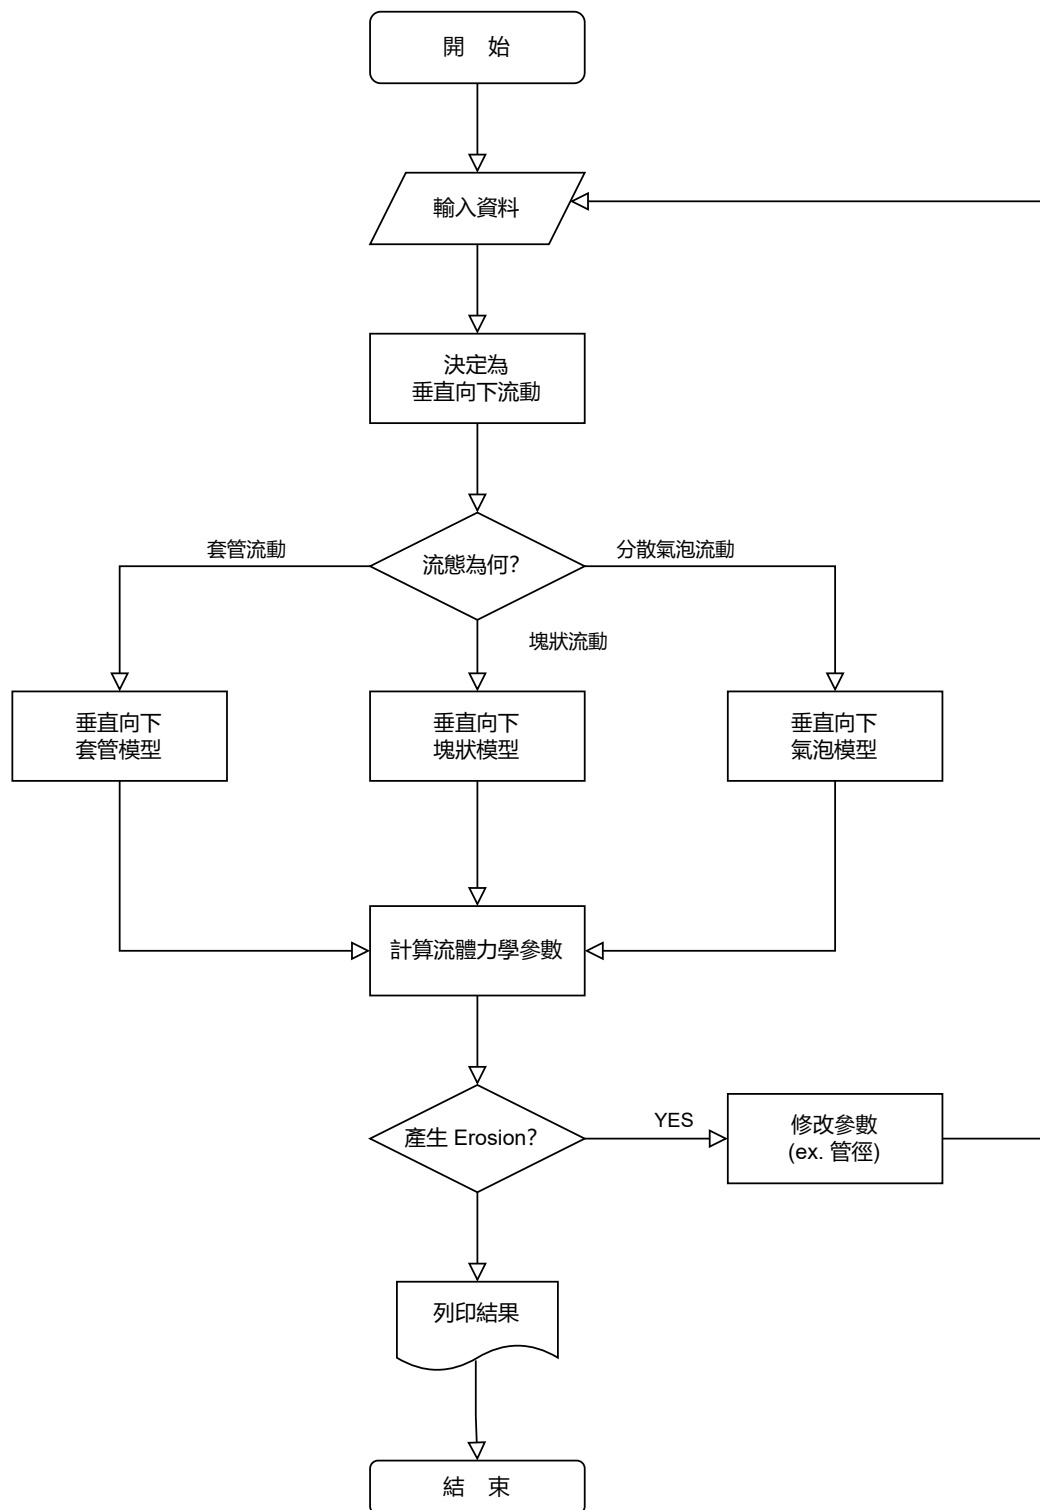 開 始
輸入資料
決定為
垂直向下流動
套管流動
流態為何?
分散氣泡流動
塊狀流動
垂直向下
套管模型
垂直向下
塊狀模型
垂直向下
氣泡模型
計算流體力學參數
產生 Erosion?
YES
修改參數
(ex. 管徑)
列印結果
結 束